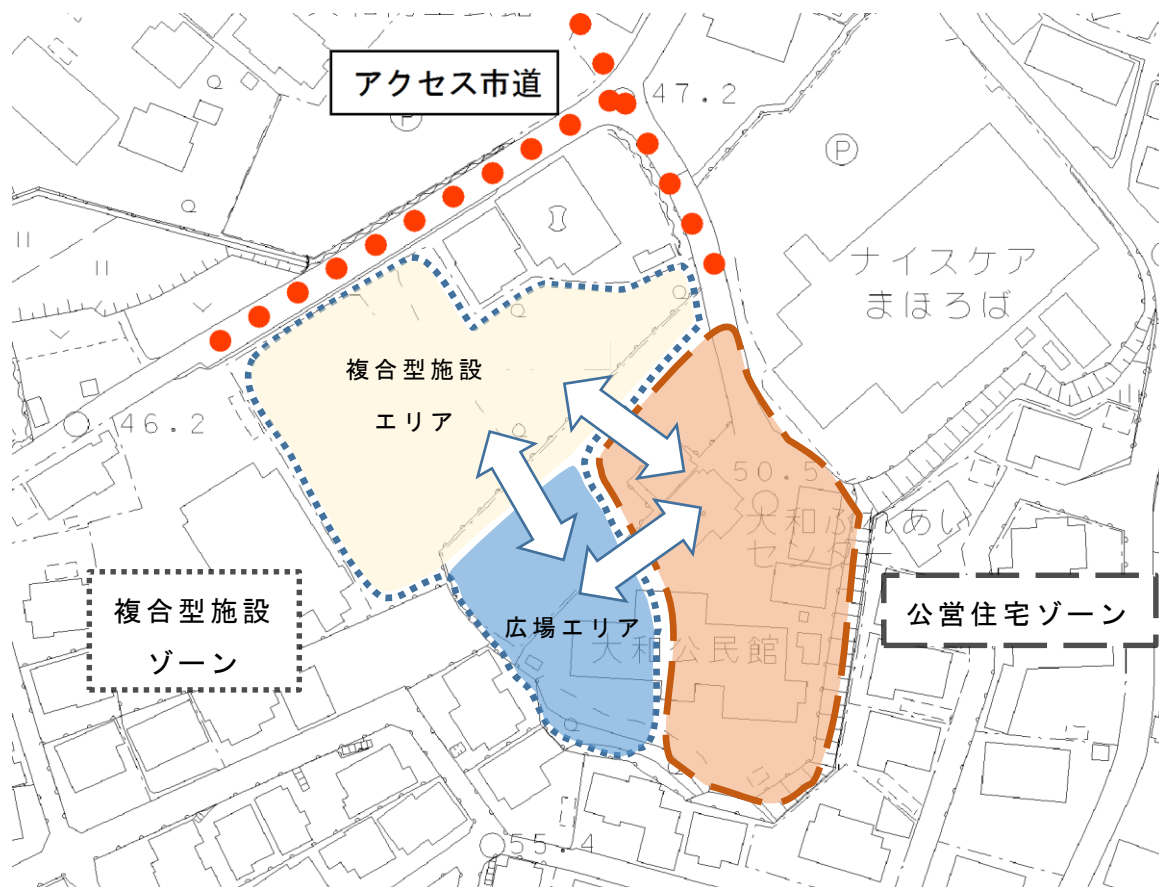 アクセス市道
47.2
P
P
ナイスケア
まほろば
複合型施設
エリア
46.2
50.5
大和ふれあい
センター
複合型施設
ゾーン
広場エリア
大和公民館
公営住宅ゾーン
55.4